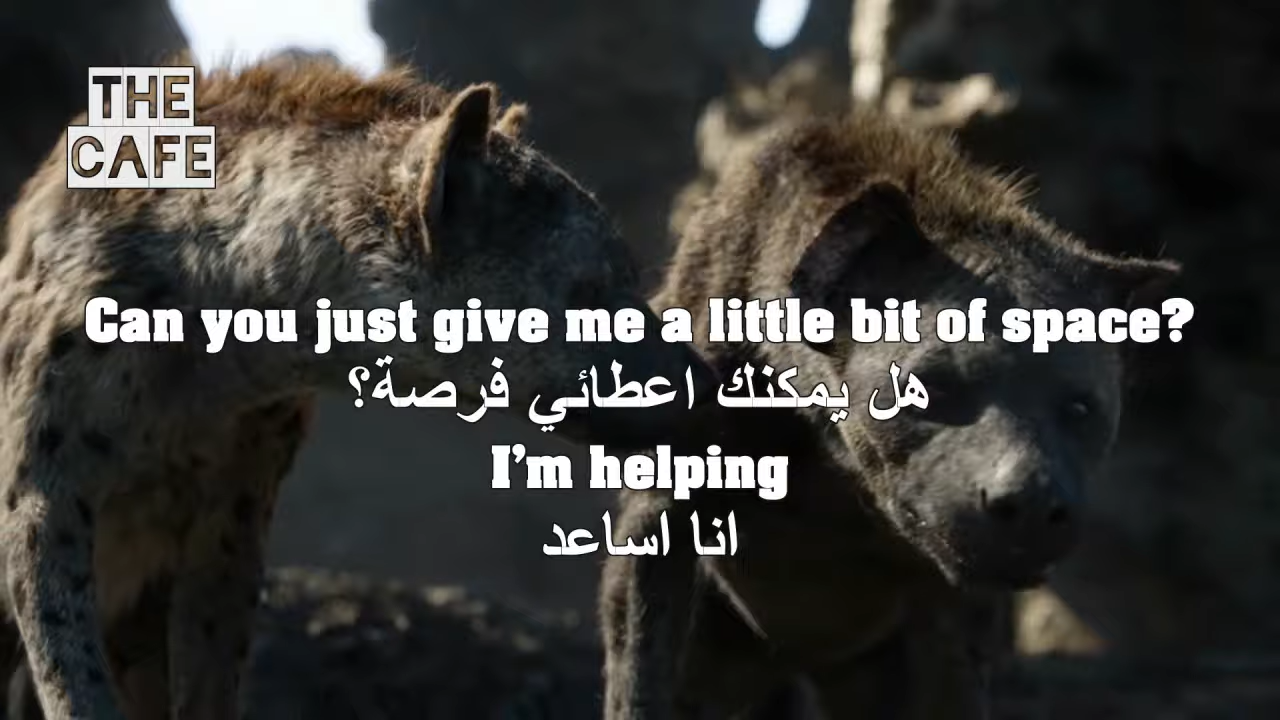 THE
CAFE
Can you just give me a little bit of space?
هل يمكنك اعطائي فرصة؟
I'm helping
انا اساعد